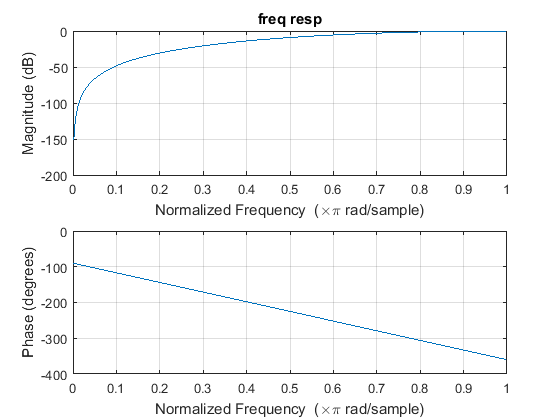 freq resp
Magnitude (dB)
0
-50
-100
-150
-200
0 0.1 0.2 0.3 0.4 0.5 0.6 0.7 0.8 0.9 1
Normalized Frequency (×π rad/sample)
Phase (degrees)
0
-100
-200
-300
-400
0 0.1 0.2 0.3 0.4 0.5 0.6 0.7 0.8 0.9 1
Normalized Frequency (×π rad/sample)